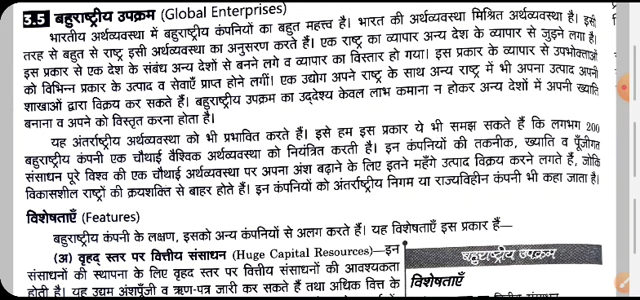 3.5 बहुराष्ट्रीय उपक्रम (Global Enterprises)
भारतीय अर्थव्यवस्था में बहुराष्ट्रीय कंपनियों का बहुत महत्त्व है। भारत की अर्थव्यवस्था मिश्रित अर्थव्यवस्था है। इसी
तरह से बहुत से राष्ट्र इसी अर्थव्यवस्था का अनुसरण करते हैं। एक राष्ट्र का व्यापार अन्य देश के व्यापार से जुड़ने लगा है।
इस प्रकार से एक देश के संबंध अन्य देशों से बनने लगे व व्यापार का विस्तार हो गया। इस प्रकार के व्यापार से उपभोक्ताओं
को विभिन्न प्रकार के उत्पाद व सेवाएँ प्राप्त होने लगीं। एक उद्योग अपने राष्ट्र के साथ अन्य राष्ट्र में भी अपना उत्पाद अपनी
शाखाओं द्वारा विक्रय कर सकते हैं। बहुराष्ट्रीय उपक्रम का उद्देश्य केवल लाभ कमाना न होकर अन्य देशों में अपनी ख्याति
बनाना व अपने को विस्तृत करना होता है।
यह अंतर्राष्ट्रीय अर्थव्यवस्था को भी प्रभावित करते हैं। इसे हम इस प्रकार ये भी समझ सकते हैं कि लगभग 200
बहुराष्ट्रीय कंपनी एक चौथाई वैश्विक अर्थव्यवस्था को नियंत्रित करती है। इन कंपनियों की तकनीक, ख्याति व पूँजीगत
संसाधन पूरे विश्व की एक चौथाई अर्थव्यवस्था पर अपना अंश बढ़ाने के लिए इतने महँगे उत्पाद विक्रय करने लगते हैं, जोकि
विकासशील राष्ट्रों की क्रयशक्ति से बाहर होते हैं। इन कंपनियों को अंतर्राष्ट्रीय निगम या राज्यविहीन कंपनी भी कहा जाता है।
विशेषताएँ (Features)
बहुराष्ट्रीय कंपनी के लक्षण, इसको अन्य कंपनियों से अलग करते हैं। यह विशेषताएँ इस प्रकार हैं—
(अ) वृहद् स्तर पर वित्तीय संसाधन (Huge Capital Resources)—इन
संसाधनों की स्थापना के लिए वृहद स्तर पर वित्तीय संसाधनों की आवश्यकता
होती है। यह उद्यम अंशपूँजी व ऋण-पत्र जारी कर सकते हैं तथा अधिक वित्त के
बहुराष्ट्रीय उपक्रम
विशेषताएँ